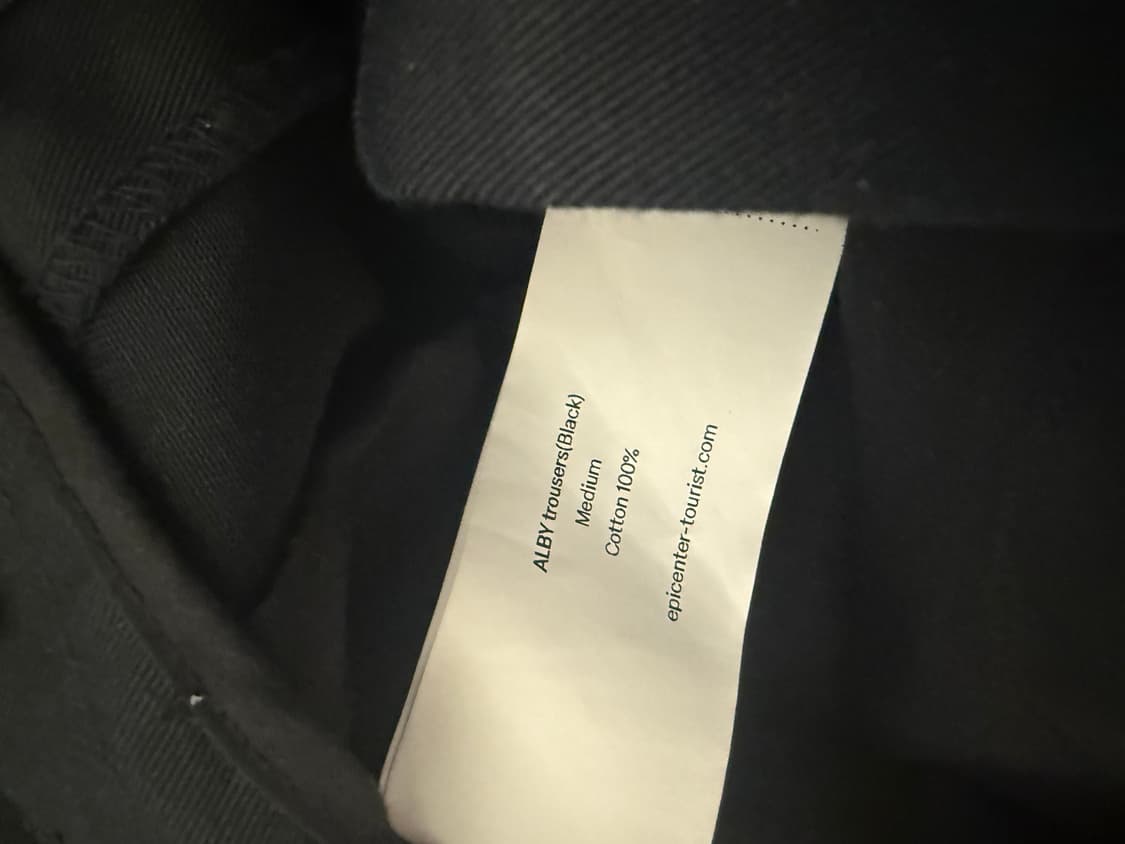 ALBY trousers(Black)
Medium
Cotton 100%
epicenter-tourist.com